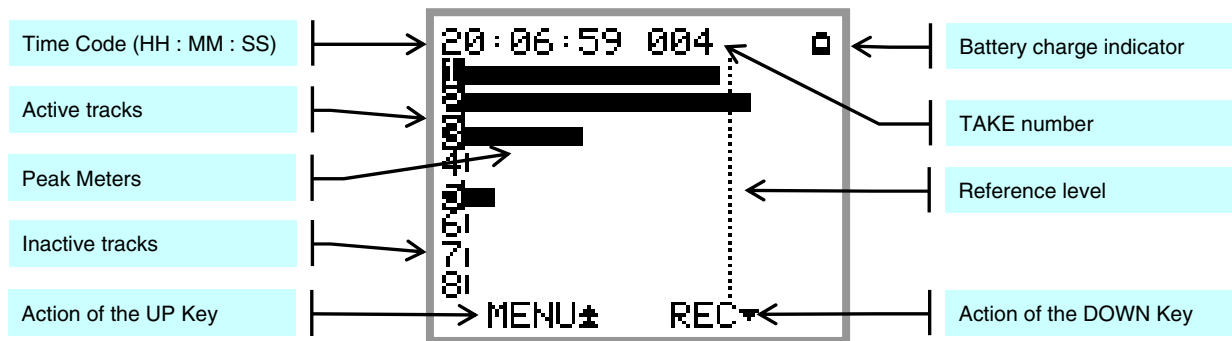 Time Code (HH : MM : SS)
Active tracks
Peak Meters
Inactive tracks
Action of the UP Key
20:06:59 004
1
2
3
4
5
6
7
8
MENU REC
Battery charge indicator
TAKE number
Reference level
Action of the DOWN Key